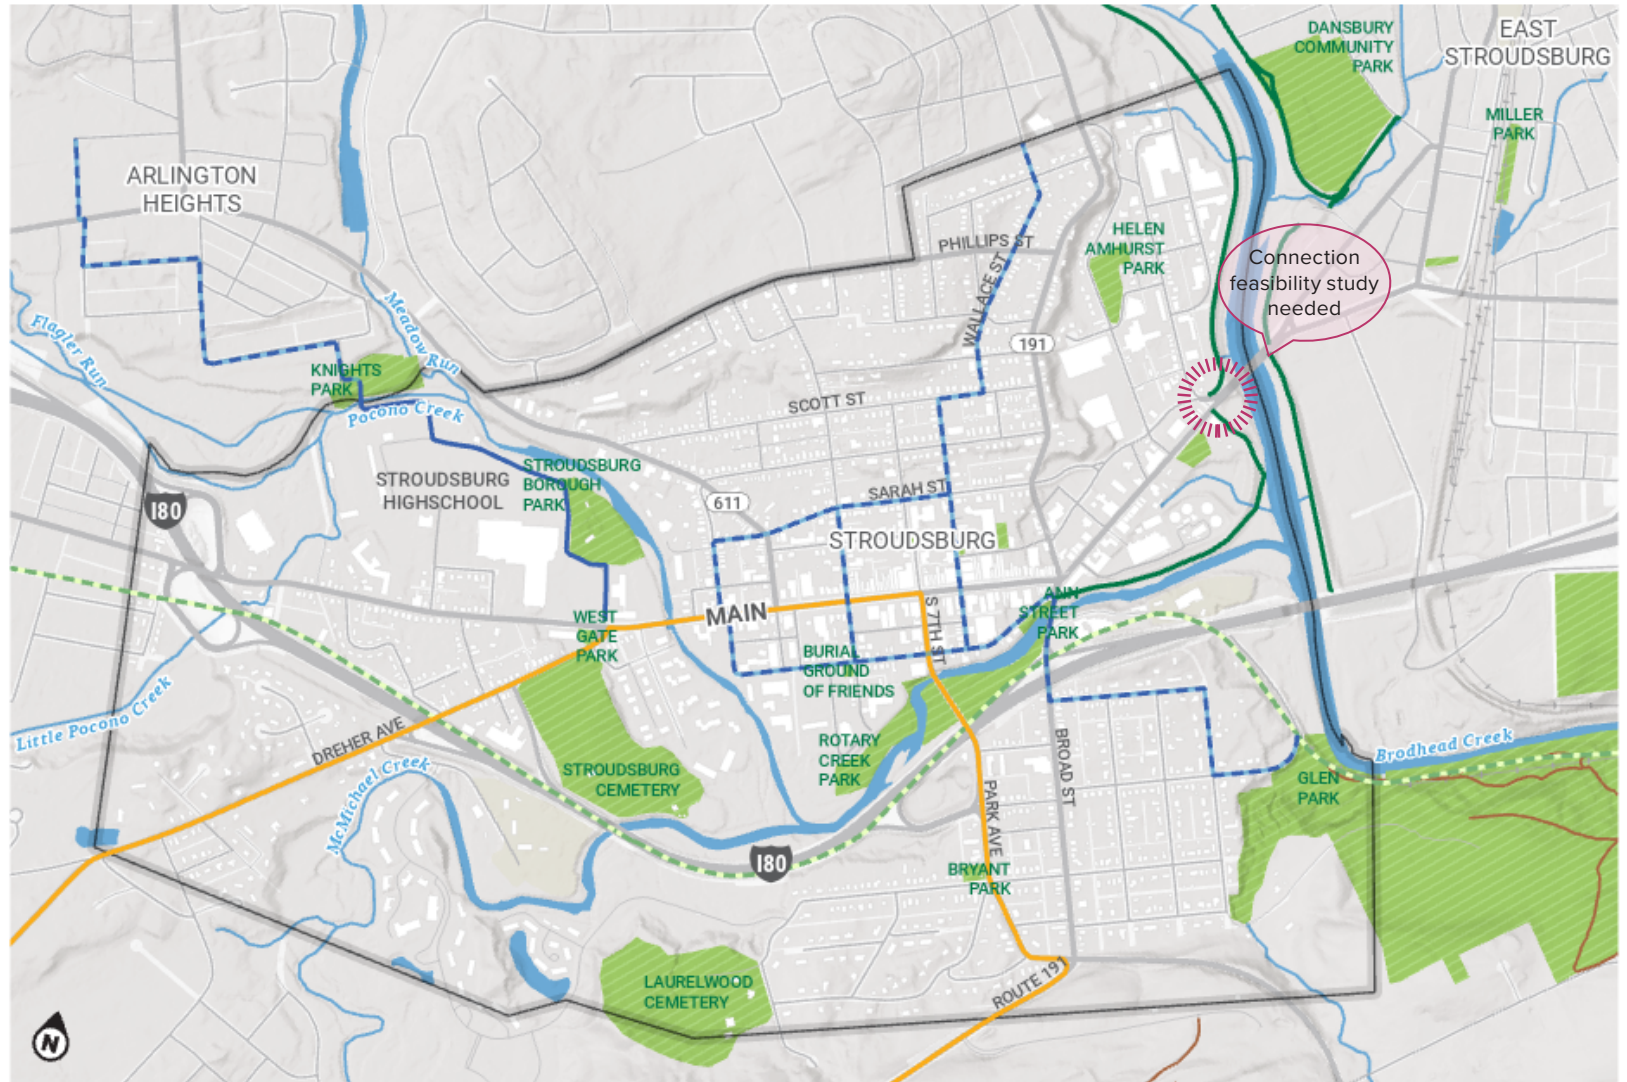 DANSBURY
COMMUNITY
PARK
EAST
STROUDSBURG
MILLER
PARK
ARLINGTON
HEIGHTS
HELEN
AMHURST
PARK
PHILLIPS ST
WALLACE ST
Connection
feasibility study
needed
Meadow Run
Flagler Run
191
KNIGHTS
PARK
Pocono Creek
SCOTT ST
STROUDSBURG
HIGHSCHOOL
STROUDSBURG
BOROUGH
PARK
SARAH ST
611
180
STROUDSBURG
MAIN
S 7TH ST
ANN
STREET
PARK
WEST
GATE
PARK
BURIAL
GROUND
OF FRIENDS
Little Pocono Creek
DREHER AVE
McMichael Creek
STROUDSBURG
CEMETERY
ROTARY
CREEK
PARK
BROAD ST
PARK AVE
Brodhead Creek
GLEN
PARK
180
BRYANT
PARK
LAURELWOOD
CEMETERY
ROUTE 191
N